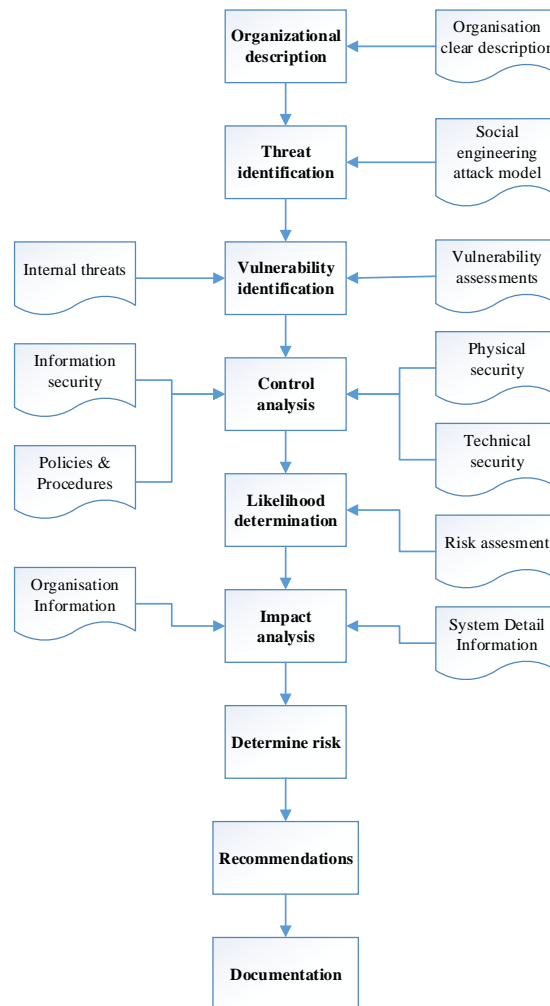 Organizational
description
Organisation
clear description
Threat
identification
Social
engineering
attack model
Internal threats
Vulnerability
identification
Vulnerability
assessments
Information
security
Control
analysis
Physical
security
Policies &
Procedures
Technical
security
Likelihood
determination
Risk assesment
Organisation
Information
Impact
analysis
System Detail
Information
Determine risk
Recommendations
Documentation